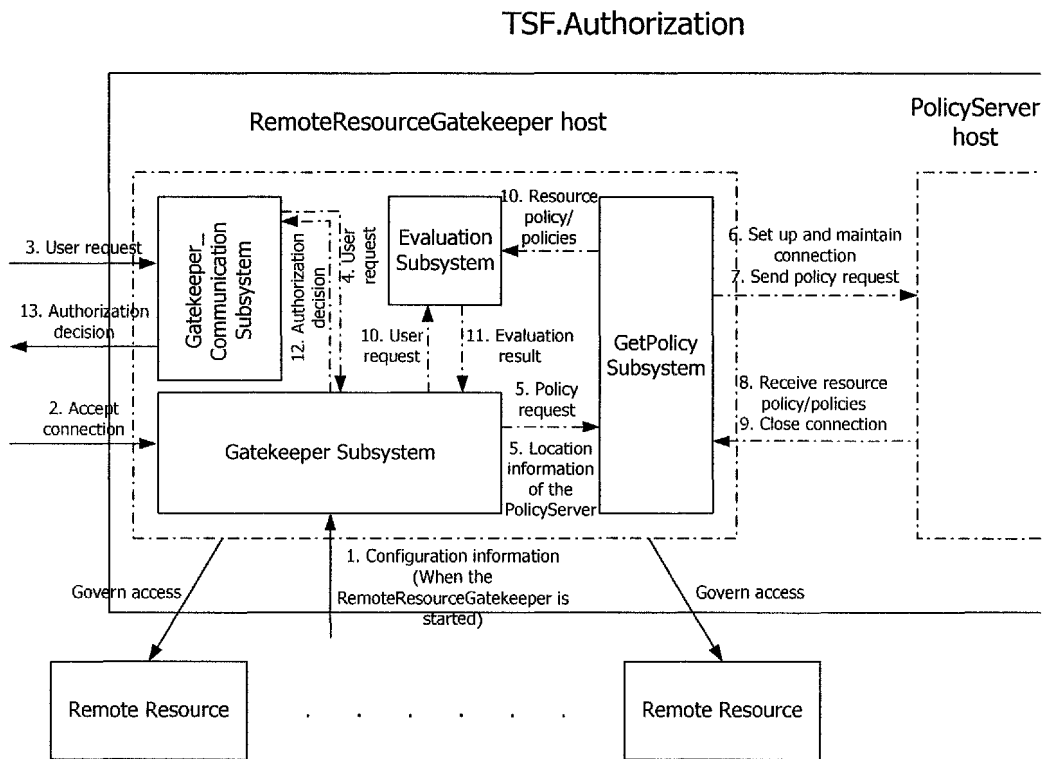 TSF.Authorization
RemoteResourceGatekeeper host
PolicyServer
host
3. User request
13. Authorization
decision
2. Accept
connection
Gatekeeper_
Communication
Subsystem
12. Authorization
decision
4. User
request
Evaluation
Subsystem
10. Resource
policy/
policies
10. User
request
11. Evaluation
result
GetPolicy
Subsystem
6. Set up and maintain
connection
7. Send policy request
8. Receive resource
policy/policies
9. Close connection
Gatekeeper Subsystem
5. Policy
request
5. Location
information
of the
PolicyServer
1. Configuration information
(When the
RemoteResourceGatekeeper is
started)
Govern access
Govern access
Remote Resource
Remote Resource